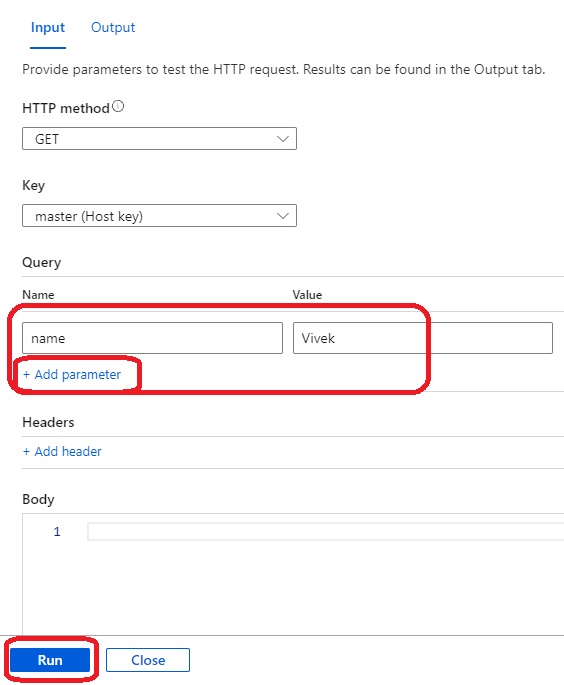 Input Output
Provide parameters to test the HTTP request. Results can be found in the Output tab.
HTTP method
GET
Key
master (Host key)
Query
Name Value
name Vivek
+ Add parameter
Headers
+ Add header
Body
1
Run Close